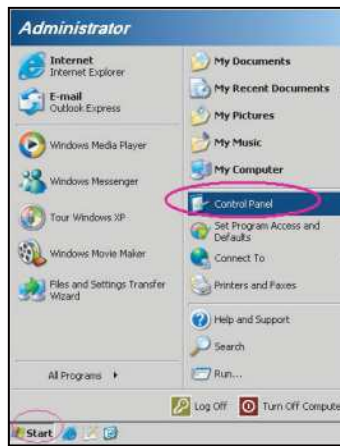 Administrator
Internet
Internet Explorer
E-mail
Outlook Express
Windows Media Player
Windows Messenger
Tour Windows XP
Windows Movie Maker
Files and Settings Transfer
Wizard
All Programs
My Documents
My Recent Documents
My Pictures
My Music
My Computer
Control Panel
Set Program Access and
Defaults
Connect To
Printers and Faxes
Help and Support
Search
Run...
Log Off
Turn Off Compute
Start